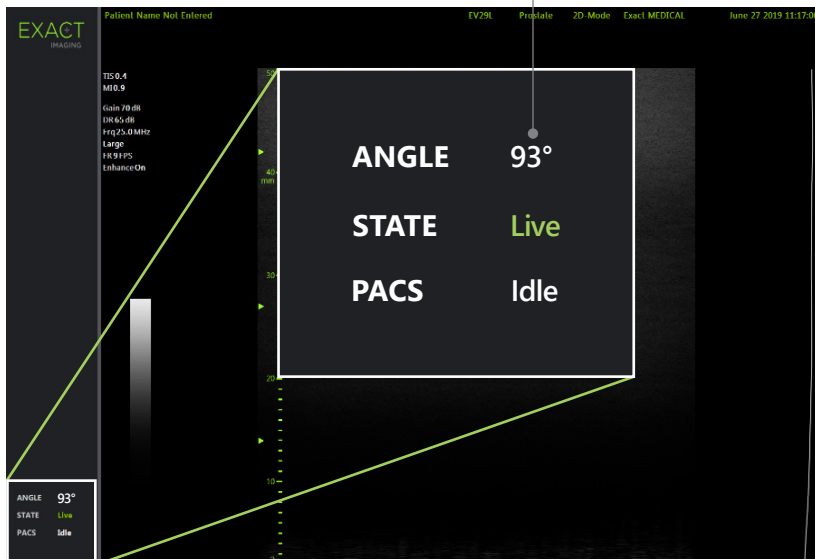 Patient Name Not Entered EV29L Prostate 2D-Mode Exact MEDICAL June 27 2019 11:17:0
EXACT
IMAGING
TIS 0.4
MI 0.9
Gain 70 dB
DR 65 dB
Frq 25.0 MHz
Large
FR 9 FPS
Enhance On
50
40
mm
30
20
10
ANGLE 93°
STATE Live
PACS Idle
ANGLE 93°
STATE Live
PACS Idle